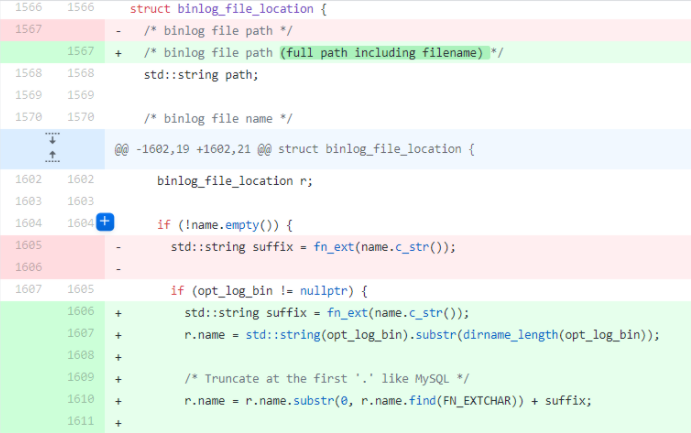 1566 1566 struct binlog_file_location {
1567 - /* binlog file path */
1567 + /* binlog file path (full path including filename) */
1568 1568 std::string path;
1569 1569
1570 1570 /* binlog file name */
@@ -1602,19 +1602,21 @@ struct binlog_file_location {
1602 1602 binlog_file_location r;
1603 1603
1604 1604 + if (!name.empty()) {
1605 - std::string suffix = fn_ext(name.c_str());
1606 -
1607 1605 if (opt_log_bin != nullptr) {
1606 + std::string suffix = fn_ext(name.c_str());
1607 + r.name = std::string(opt_log_bin).substr(dirname_length(opt_log_bin));
1608 +
1609 + /* Truncate at the first '.' like MySQL */
1610 + r.name = r.name.substr(0, r.name.find(FN_EXTCHAR)) + suffix;
1611 +